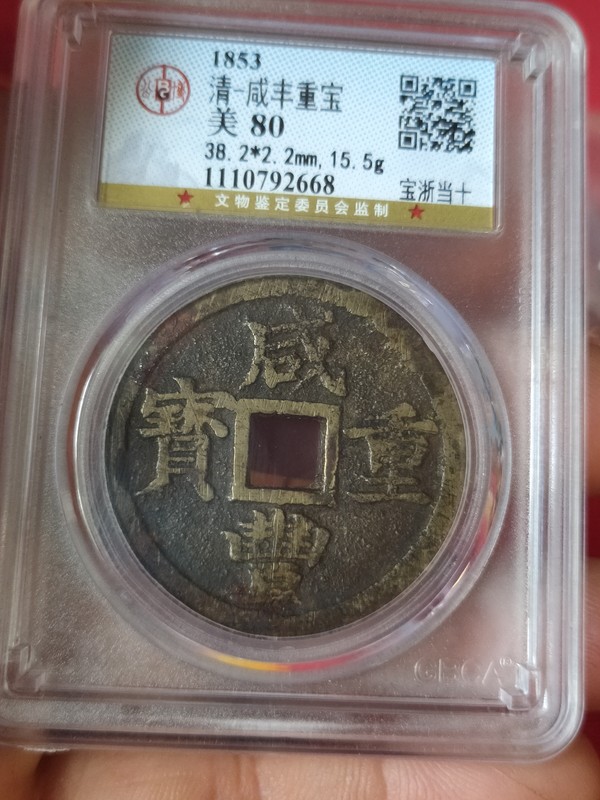 1853
清-咸丰重宝
美 80
38.2*2.2mm,15.5g
1110792668
宝浙当十
文物鉴定委员会监制
咸
寶 重
豐
GBCA